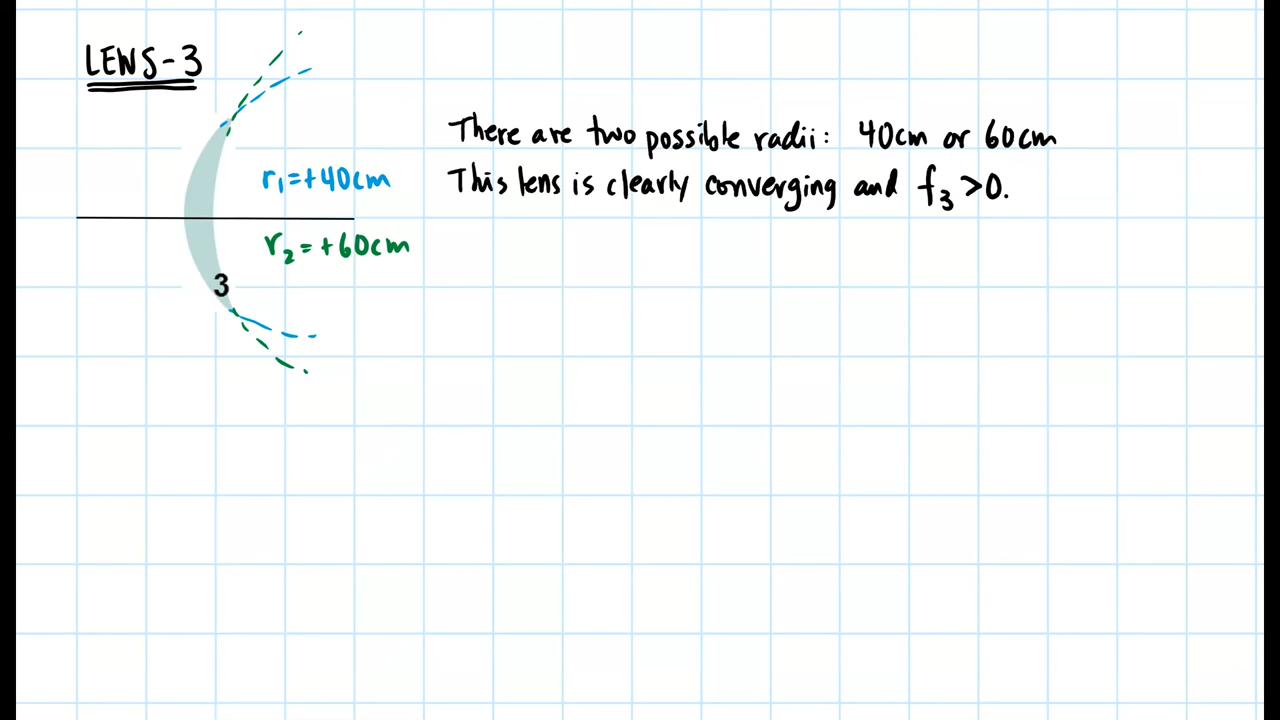 LENS-3
There are two possible radii: 40cm or 60cm
r₁=+40cm
This lens is clearly converging and f₃ >0.
r₂=+60cm
3